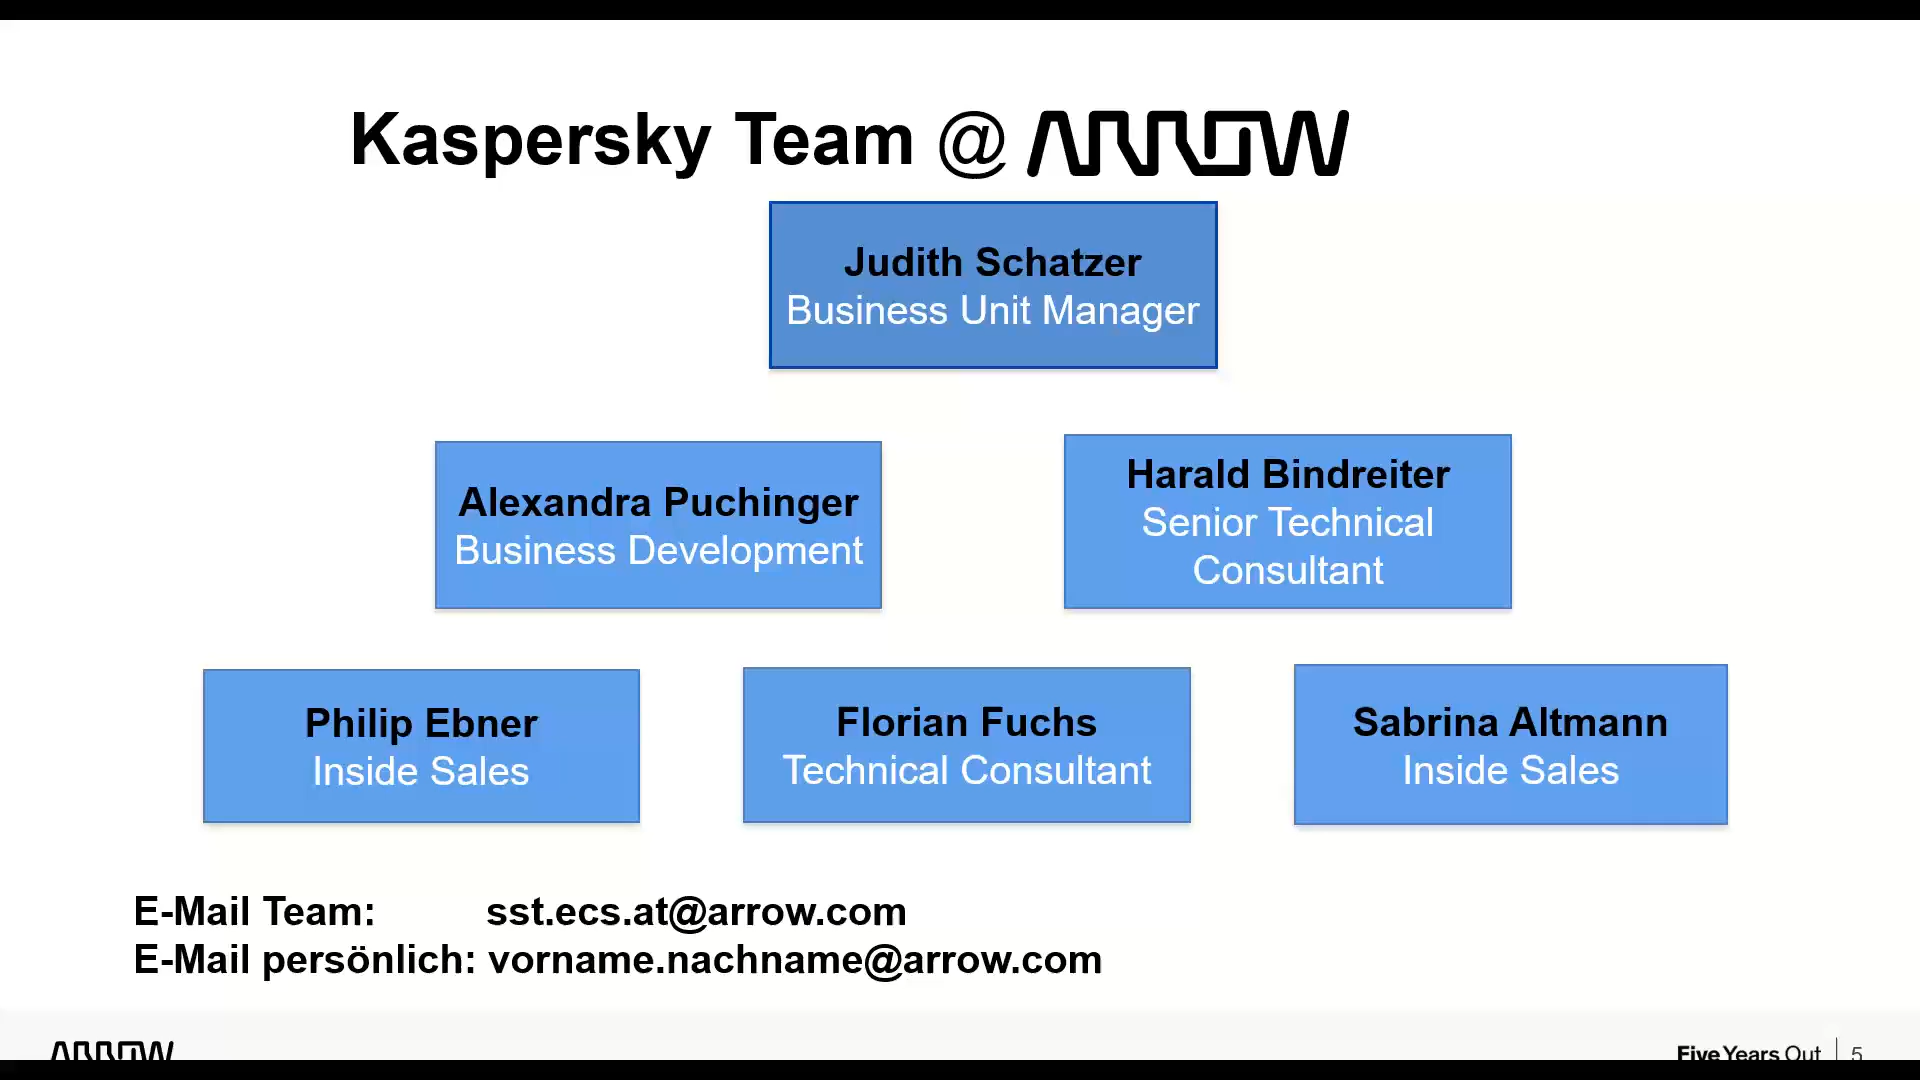 Kaspersky Team @ ARROW
Judith Schatzer
Business Unit Manager
Alexandra Puchinger
Business Development
Harald Bindreiter
Senior Technical
Consultant
Philip Ebner
Inside Sales
Florian Fuchs
Technical Consultant
Sabrina Altmann
Inside Sales
E-Mail Team: sst.ecs.at@arrow.com
E-Mail persönlich: vorname.nachname@arrow.com
ARROW
Five Years Out | 5